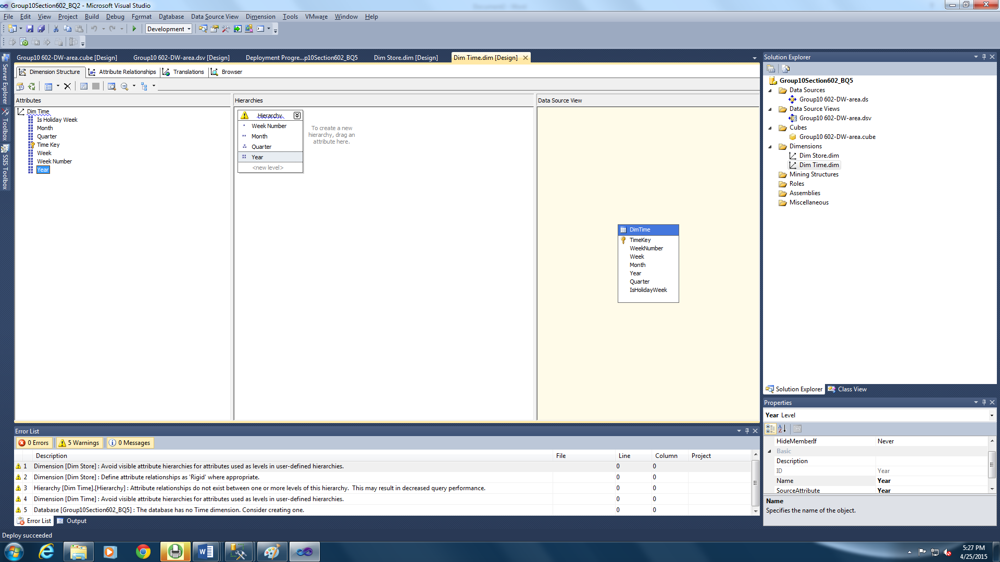 Group10Section602_BQ2 - Microsoft Visual Studio
File Edit View Project Build Debug Format Database Data Source View Dimension Tools VMware Window Help
Development
Group10 602-DW-area.cube [Design] Group10 602-DW-area.dsv [Design] Deployment Progre...p10Section602_BQ5 Dim Store.dim [Design] Dim Time.dim [Design]
Dimension Structure Attribute Relationships Translations Browser
Server Explorer
Toolbox
SSIS Toolbox
Attributes
Dim Time
Is Holiday Week
Month
Quarter
Time Key
Week
Week Number
Year
Hierarchies
Hierarchy
Week Number
Month
Quarter
Year
<new level>
To create a new
hierarchy, drag an
attribute here.
Data Source View
DimTime
TimeKey
WeekNumber
Week
Month
Year
Quarter
IsHolidayWeek
Solution Explorer
Group10Section602_BQ5
Data Sources
Group10 602-DW-area.ds
Data Source Views
Group10 602-DW-area.dsv
Cubes
Group10 602-DW-area.cube
Dimensions
Dim Store.dim
Dim Time.dim
Mining Structures
Roles
Assemblies
Miscellaneous
Solution Explorer Class View
Properties
Year Level
HideMemberIf Never
Basic
Description
ID Year
Name Year
SourceAttribute Year
Name
Specifies the name of the object.
Error List
0 Errors 5 Warnings 0 Messages
Description File Line Column Project
1 Dimension [Dim Store] : Avoid visible attribute hierarchies for attributes used as levels in user-defined hierarchies. 0 0
2 Dimension [Dim Store] : Define attribute relationships as 'Rigid' where appropriate. 0 0
3 Hierarchy [Dim Time].[Hierarchy] : Attribute relationships do not exist between one or more levels of this hierarchy. This may result in decreased query performance. 0 0
4 Dimension [Dim Time] : Avoid visible attribute hierarchies for attributes used as levels in user-defined hierarchies. 0 0
5 Database [Group10Section602_BQ5] : The database has no Time dimension. Consider creating one. 0 0
Error List Output
Deploy succeeded
5:27 PM
4/25/2015